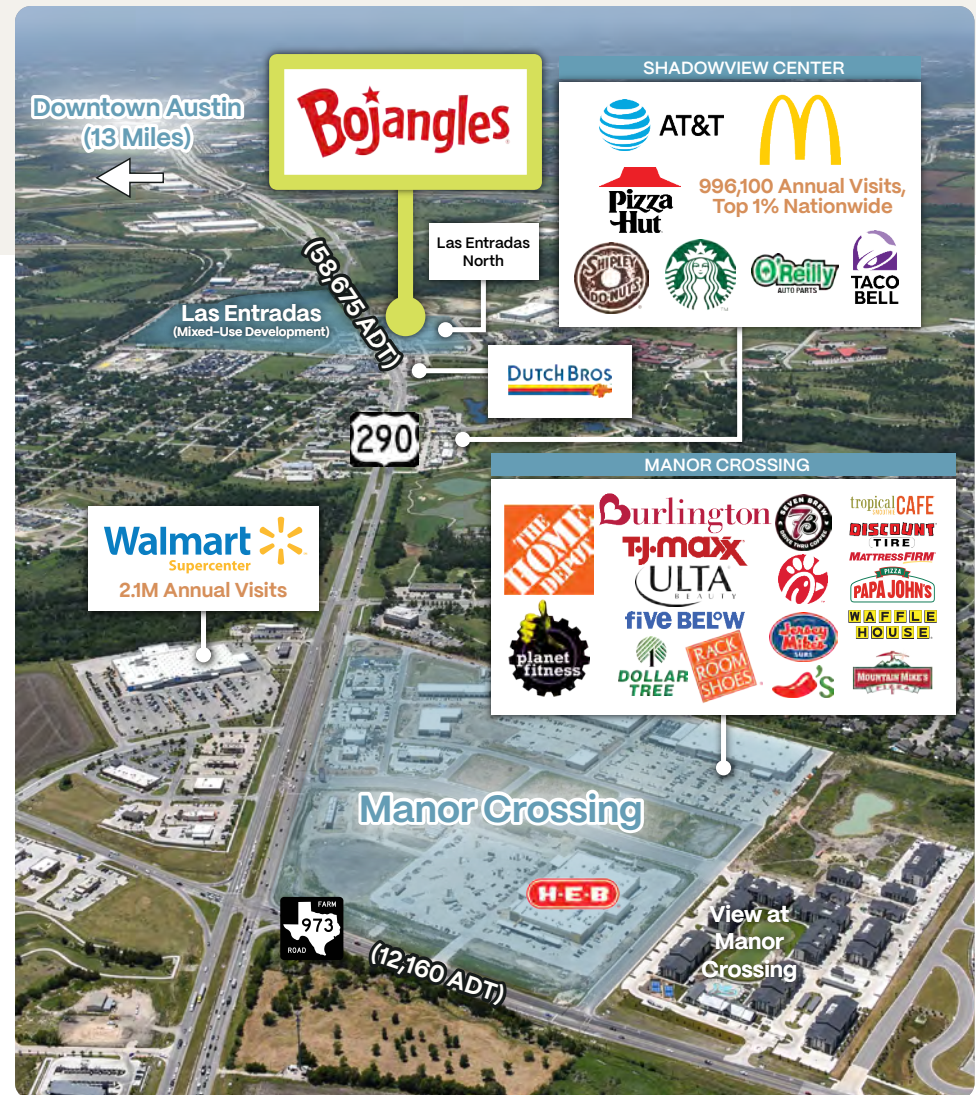 Downtown Austin
(13 Miles)
Bojangles
SHADOWVIEW CENTER
AT&T
Pizza
Hut
996,100 Annual Visits,
Top 1% Nationwide
SHIPLEY
DO-NUTS
O'Reilly
AUTO PARTS
TACO
BELL
Las Entradas
North
(58,675 ADT)
Las Entradas
(Mixed-Use Development)
DUTCH BROS
290
MANOR CROSSING
THE
HOME
DEPOT
Burlington
T·J·maxx
ULTA
BEAUTY
five BELOW
planet
fitness
DOLLAR
TREE
RACK
ROOM
SHOES
SEVEN BREW
7B
DRIVE THRU COFFEE
Jersey
Mike's
SUBS
'S
tropical CAFE
SMOOTHIE
DISCOUNT
TIRE
MATTRESSFIRM
PIZZA
PAPA JOHN'S
WAFFLE
HOUSE
MOUNTAIN MIKE'S
PIZZA
Walmart
Supercenter
2.1M Annual Visits
Manor Crossing
H-E-B
FARM
973
ROAD
(12,160 ADT)
View at
Manor
Crossing